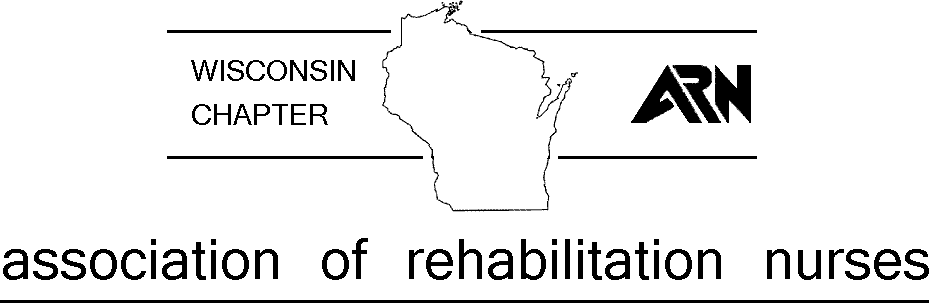 WISCONSIN
CHAPTER
ARN
association of rehabilitation nurses